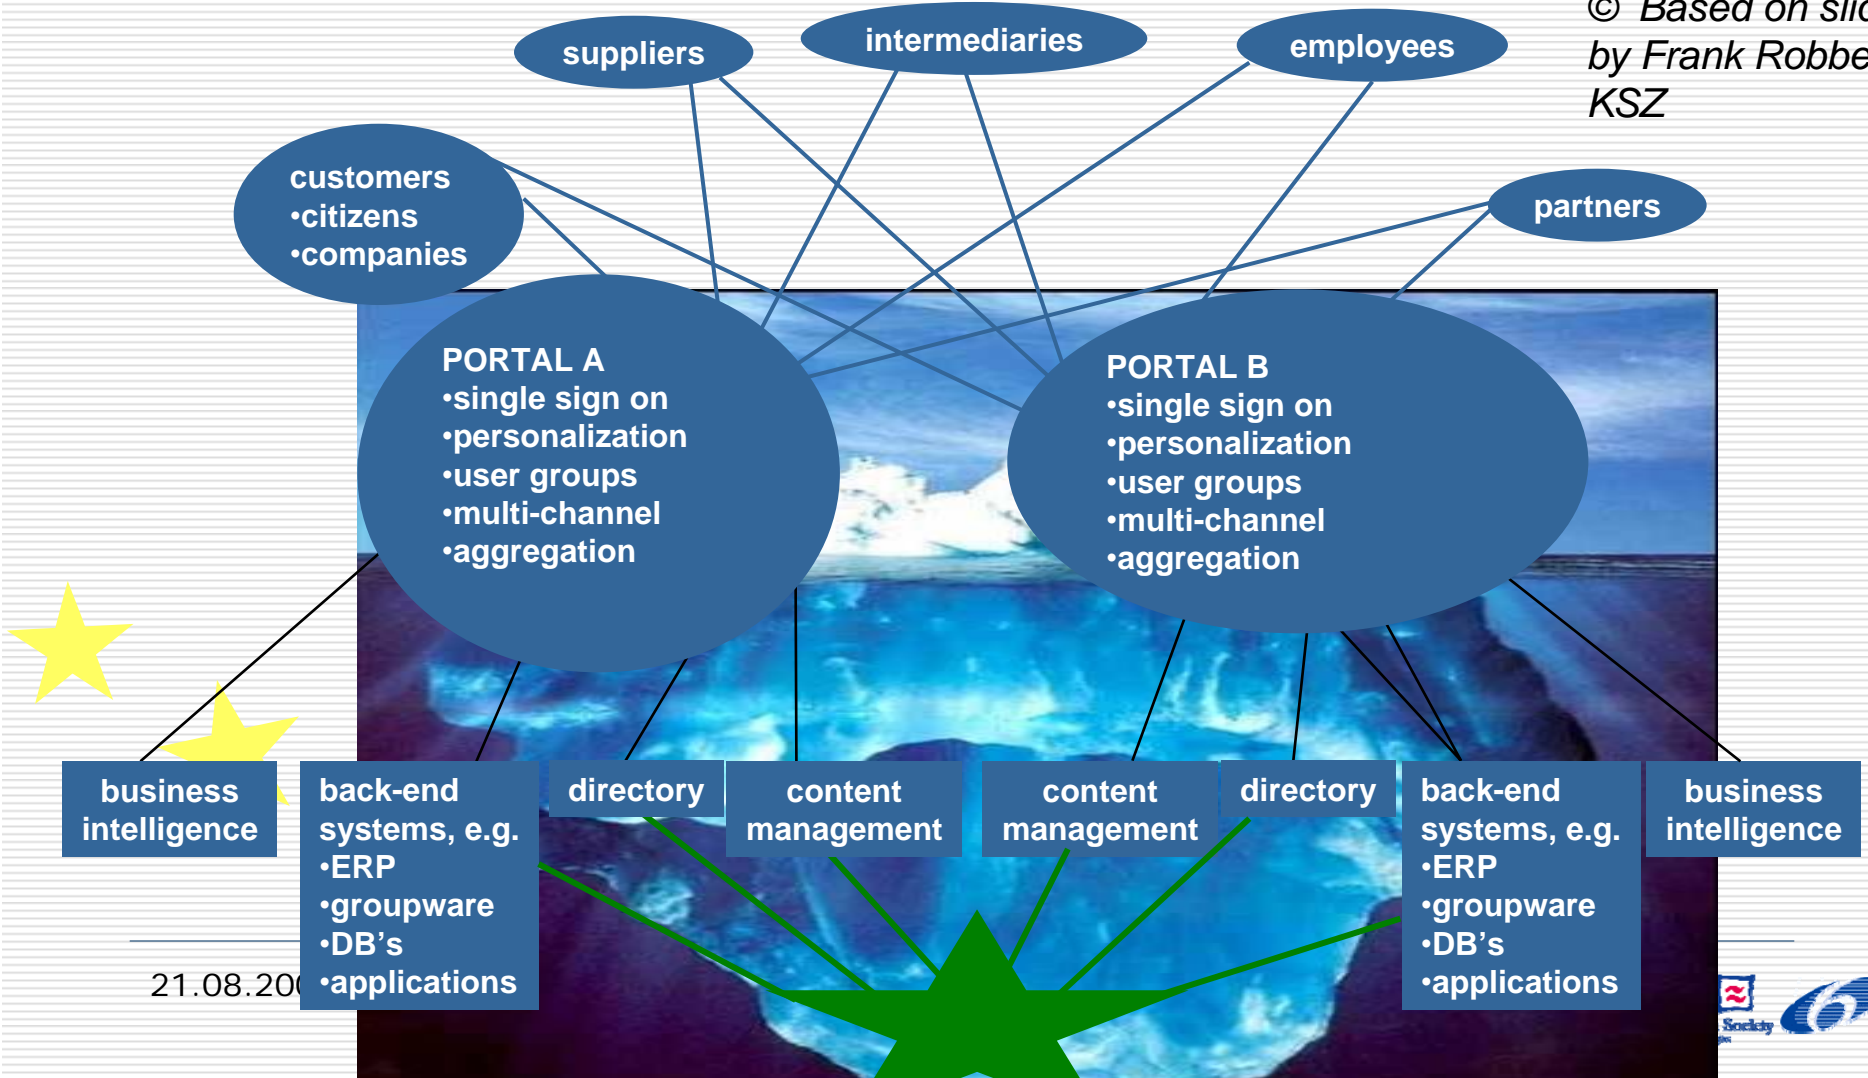 © Based on
by Frank
KSZ
suppliers
intermediaries
employees
customers
•citizens
•companies
partners
PORTAL A
•single sign on
•personalization
•user groups
•multi-channel
•aggregation
PORTAL B
•single sign on
•personalization
•user groups
•multi-channel
•aggregation
business
intelligence
back-end
systems, e.g.
•ERP
•groupware
•DB’s
•applications
directory
content
management
content
management
directory
back-end
systems, e.g.
•ERP
•groupware
•DB’s
•applications
business
intelligence
21.08.200
Society